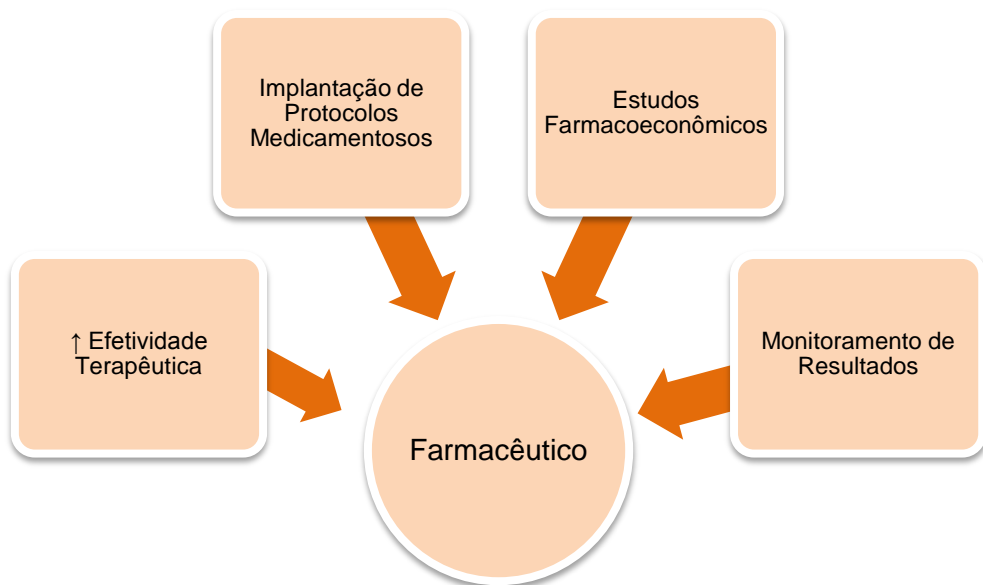 Implantação de
Protocolos
Medicamentosos
Estudos
Farmacoeconômicos
↑ Efetividade
Terapêutica
Monitoramento de
Resultados
Farmacêutico